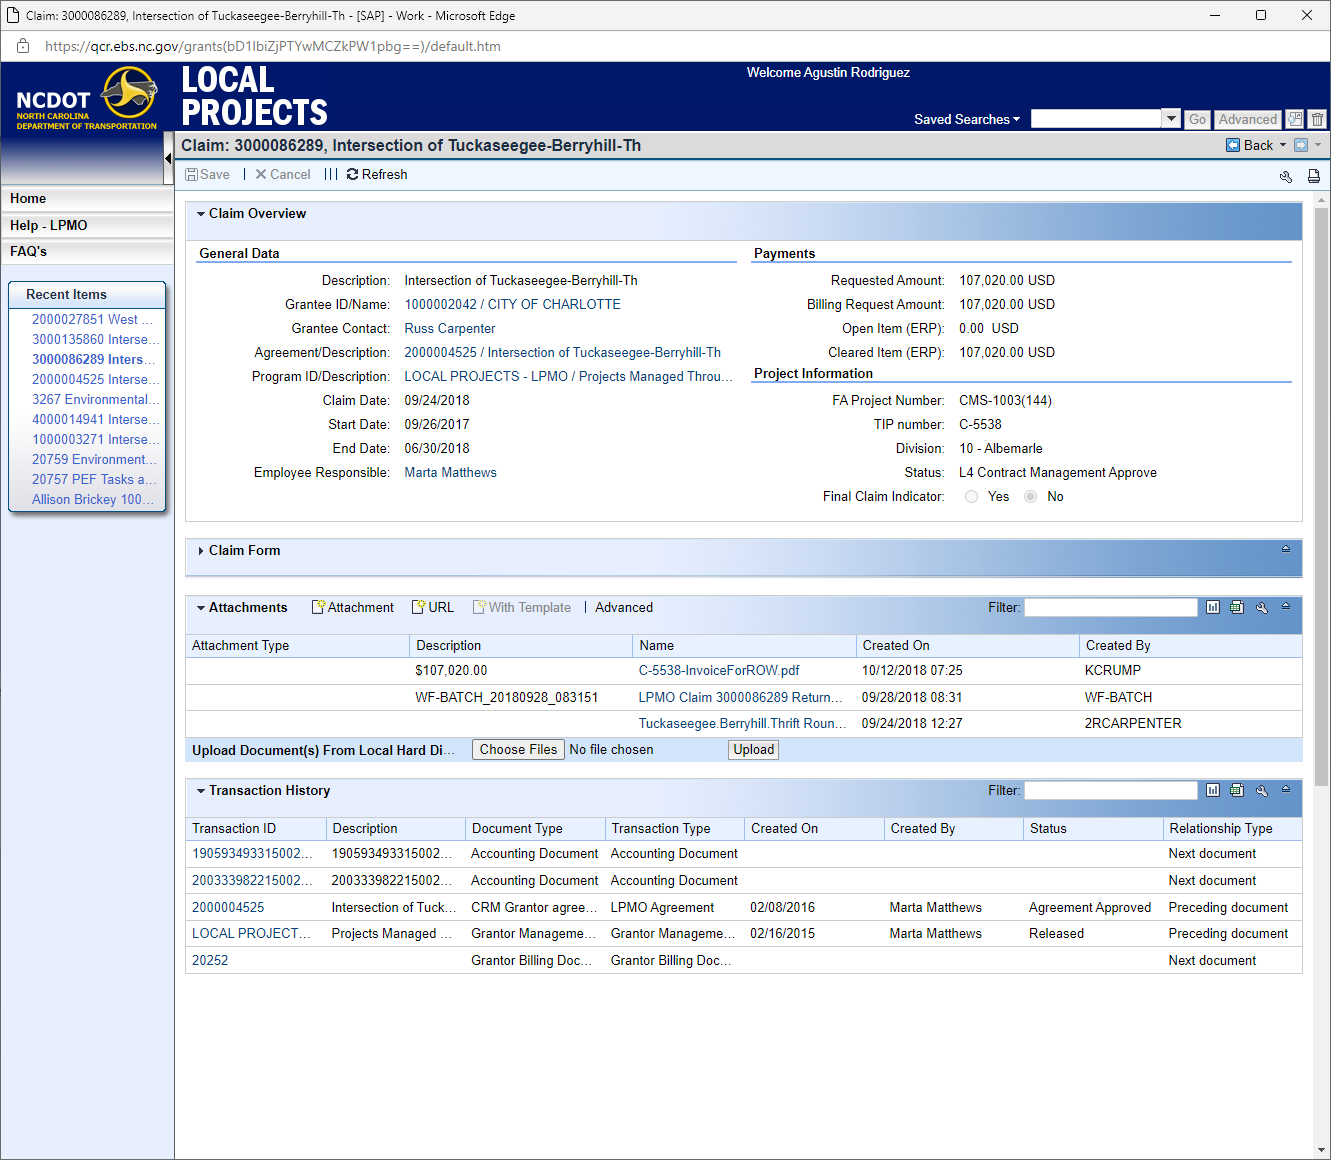 Claim: 3000086289, Intersection of Tuckaseegee-Berryhill-Th - [SAP] - Work - Microsoft Edge
https://qcr.ebs.nc.gov/grants(bD1lbiZjPTYwMCZkPW1pbg==)/default.htm
NCDOT
NORTH CAROLINA
DEPARTMENT OF TRANSPORTATION
LOCAL
PROJECTS
Welcome Agustin Rodriguez
Saved Searches
Go
Advanced
Claim: 3000086289, Intersection of Tuckaseegee-Berryhill-Th
Back
Save
Cancel
Refresh
Home
Help - LPMO
FAQ's
Recent Items
2000027851 West ...
3000135860 Interse...
3000086289 Inters...
2000004525 Interse...
3267 Environmental...
4000014941 Interse...
1000003271 Interse...
20759 Environment...
20757 PEF Tasks a...
Allison Brickey 100...
Claim Overview
General Data
Description: Intersection of Tuckaseegee-Berryhill-Th
Grantee ID/Name: 1000002042 / CITY OF CHARLOTTE
Grantee Contact: Russ Carpenter
Agreement/Description: 2000004525 / Intersection of Tuckaseegee-Berryhill-Th
Program ID/Description: LOCAL PROJECTS - LPMO / Projects Managed Throu...
Claim Date: 09/24/2018
Start Date: 09/26/2017
End Date: 06/30/2018
Employee Responsible: Marta Matthews
Payments
Requested Amount: 107,020.00 USD
Billing Request Amount: 107,020.00 USD
Open Item (ERP): 0.00 USD
Cleared Item (ERP): 107,020.00 USD
Project Information
FA Project Number: CMS-1003(144)
TIP number: C-5538
Division: 10 - Albemarle
Status: L4 Contract Management Approve
Final Claim Indicator: Yes No
Claim Form
Attachments Attachment URL With Template Advanced Filter:
Attachment Type Description Name Created On Created By
$107,020.00 C-5538-InvoiceForROW.pdf 10/12/2018 07:25 KCRUMP
WF-BATCH_20180928_083151 LPMO Claim 3000086289 Return... 09/28/2018 08:31 WF-BATCH
Tuckaseegee.Berryhill.Thrift Roun... 09/24/2018 12:27 2RCARPENTER
Upload Document(s) From Local Hard Di... Choose Files No file chosen Upload
Transaction History Filter:
Transaction ID Description Document Type Transaction Type Created On Created By Status Relationship Type
190593493315002... 190593493315002... Accounting Document Accounting Document Next document
200333982215002... 200333982215002... Accounting Document Accounting Document Next document
2000004525 Intersection of Tuck... CRM Grantor agree... LPMO Agreement 02/08/2016 Marta Matthews Agreement Approved Preceding document
LOCAL PROJECT... Projects Managed ... Grantor Manageme... Grantor Manageme... 02/16/2015 Marta Matthews Released Preceding document
20252 Grantor Billing Doc... Grantor Billing Doc... Next document